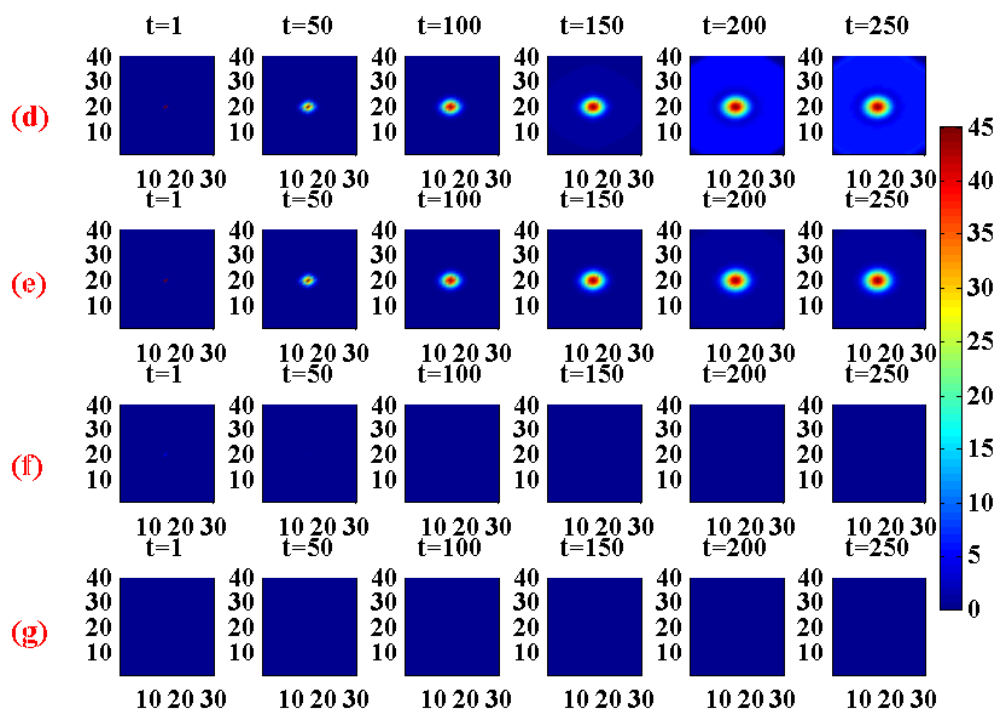 t=1 t=50 t=100 t=150 t=200 t=250
40 40 40 40 40 40
30 30 30 30 30 30
(d) 20 20 20 20 20 20
10 10 10 10 10 10
45
10 20 30 10 20 30 10 20 30 10 20 30 10 20 30 10 20 30
t=1 t=50 t=100 t=150 t=200 t=250
40
40 40 40 40 40 40
30 30 30 30 30 30
35
(e) 20 20 20 20 20 20
10 10 10 10 10 10
30
10 20 30 10 20 30 10 20 30 10 20 30 10 20 30 10 20 30
25
t=1 t=50 t=100 t=150 t=200 t=250
40 40 40 40 40 40
20
30 30 30 30 30 30
(f) 20 20 20 20 20 20
15
10 10 10 10 10 10
10
10 20 30 10 20 30 10 20 30 10 20 30 10 20 30 10 20 30
t=1 t=50 t=100 t=150 t=200 t=250
5
40 40 40 40 40 40
30 30 30 30 30 30
0
(g) 20 20 20 20 20 20
10 10 10 10 10 10
10 20 30 10 20 30 10 20 30 10 20 30 10 20 30 10 20 30